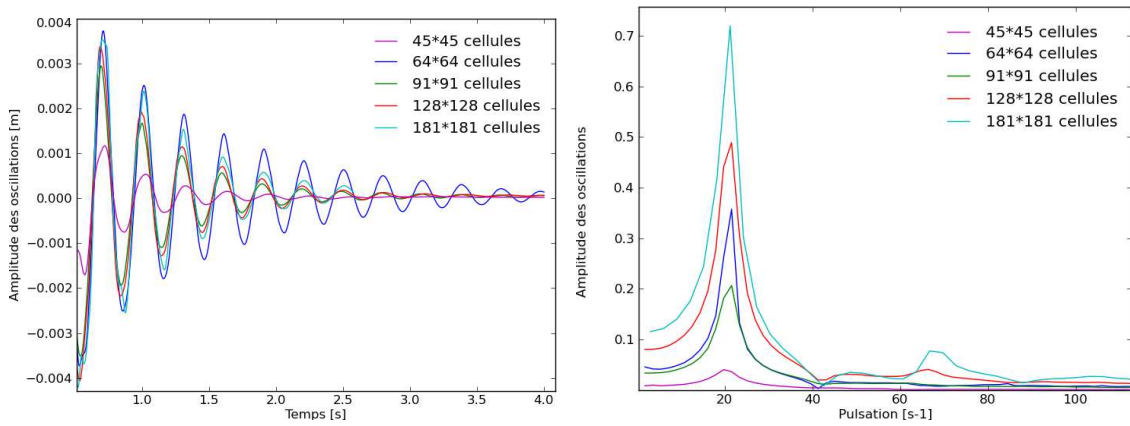 0.004
0.003
0.002
0.001
0.000
−0.001
−0.002
−0.003
−0.004
Amplitude des oscillations [m]
45*45 cellules
64*64 cellules
91*91 cellules
128*128 cellules
181*181 cellules
1.0 1.5 2.0 2.5 3.0 3.5 4.0
Temps [s]
0.7
0.6
0.5
0.4
0.3
0.2
0.1
Amplitude des oscillations
45*45 cellules
64*64 cellules
91*91 cellules
128*128 cellules
181*181 cellules
20 40 60 80 100
Pulsation [s-1]